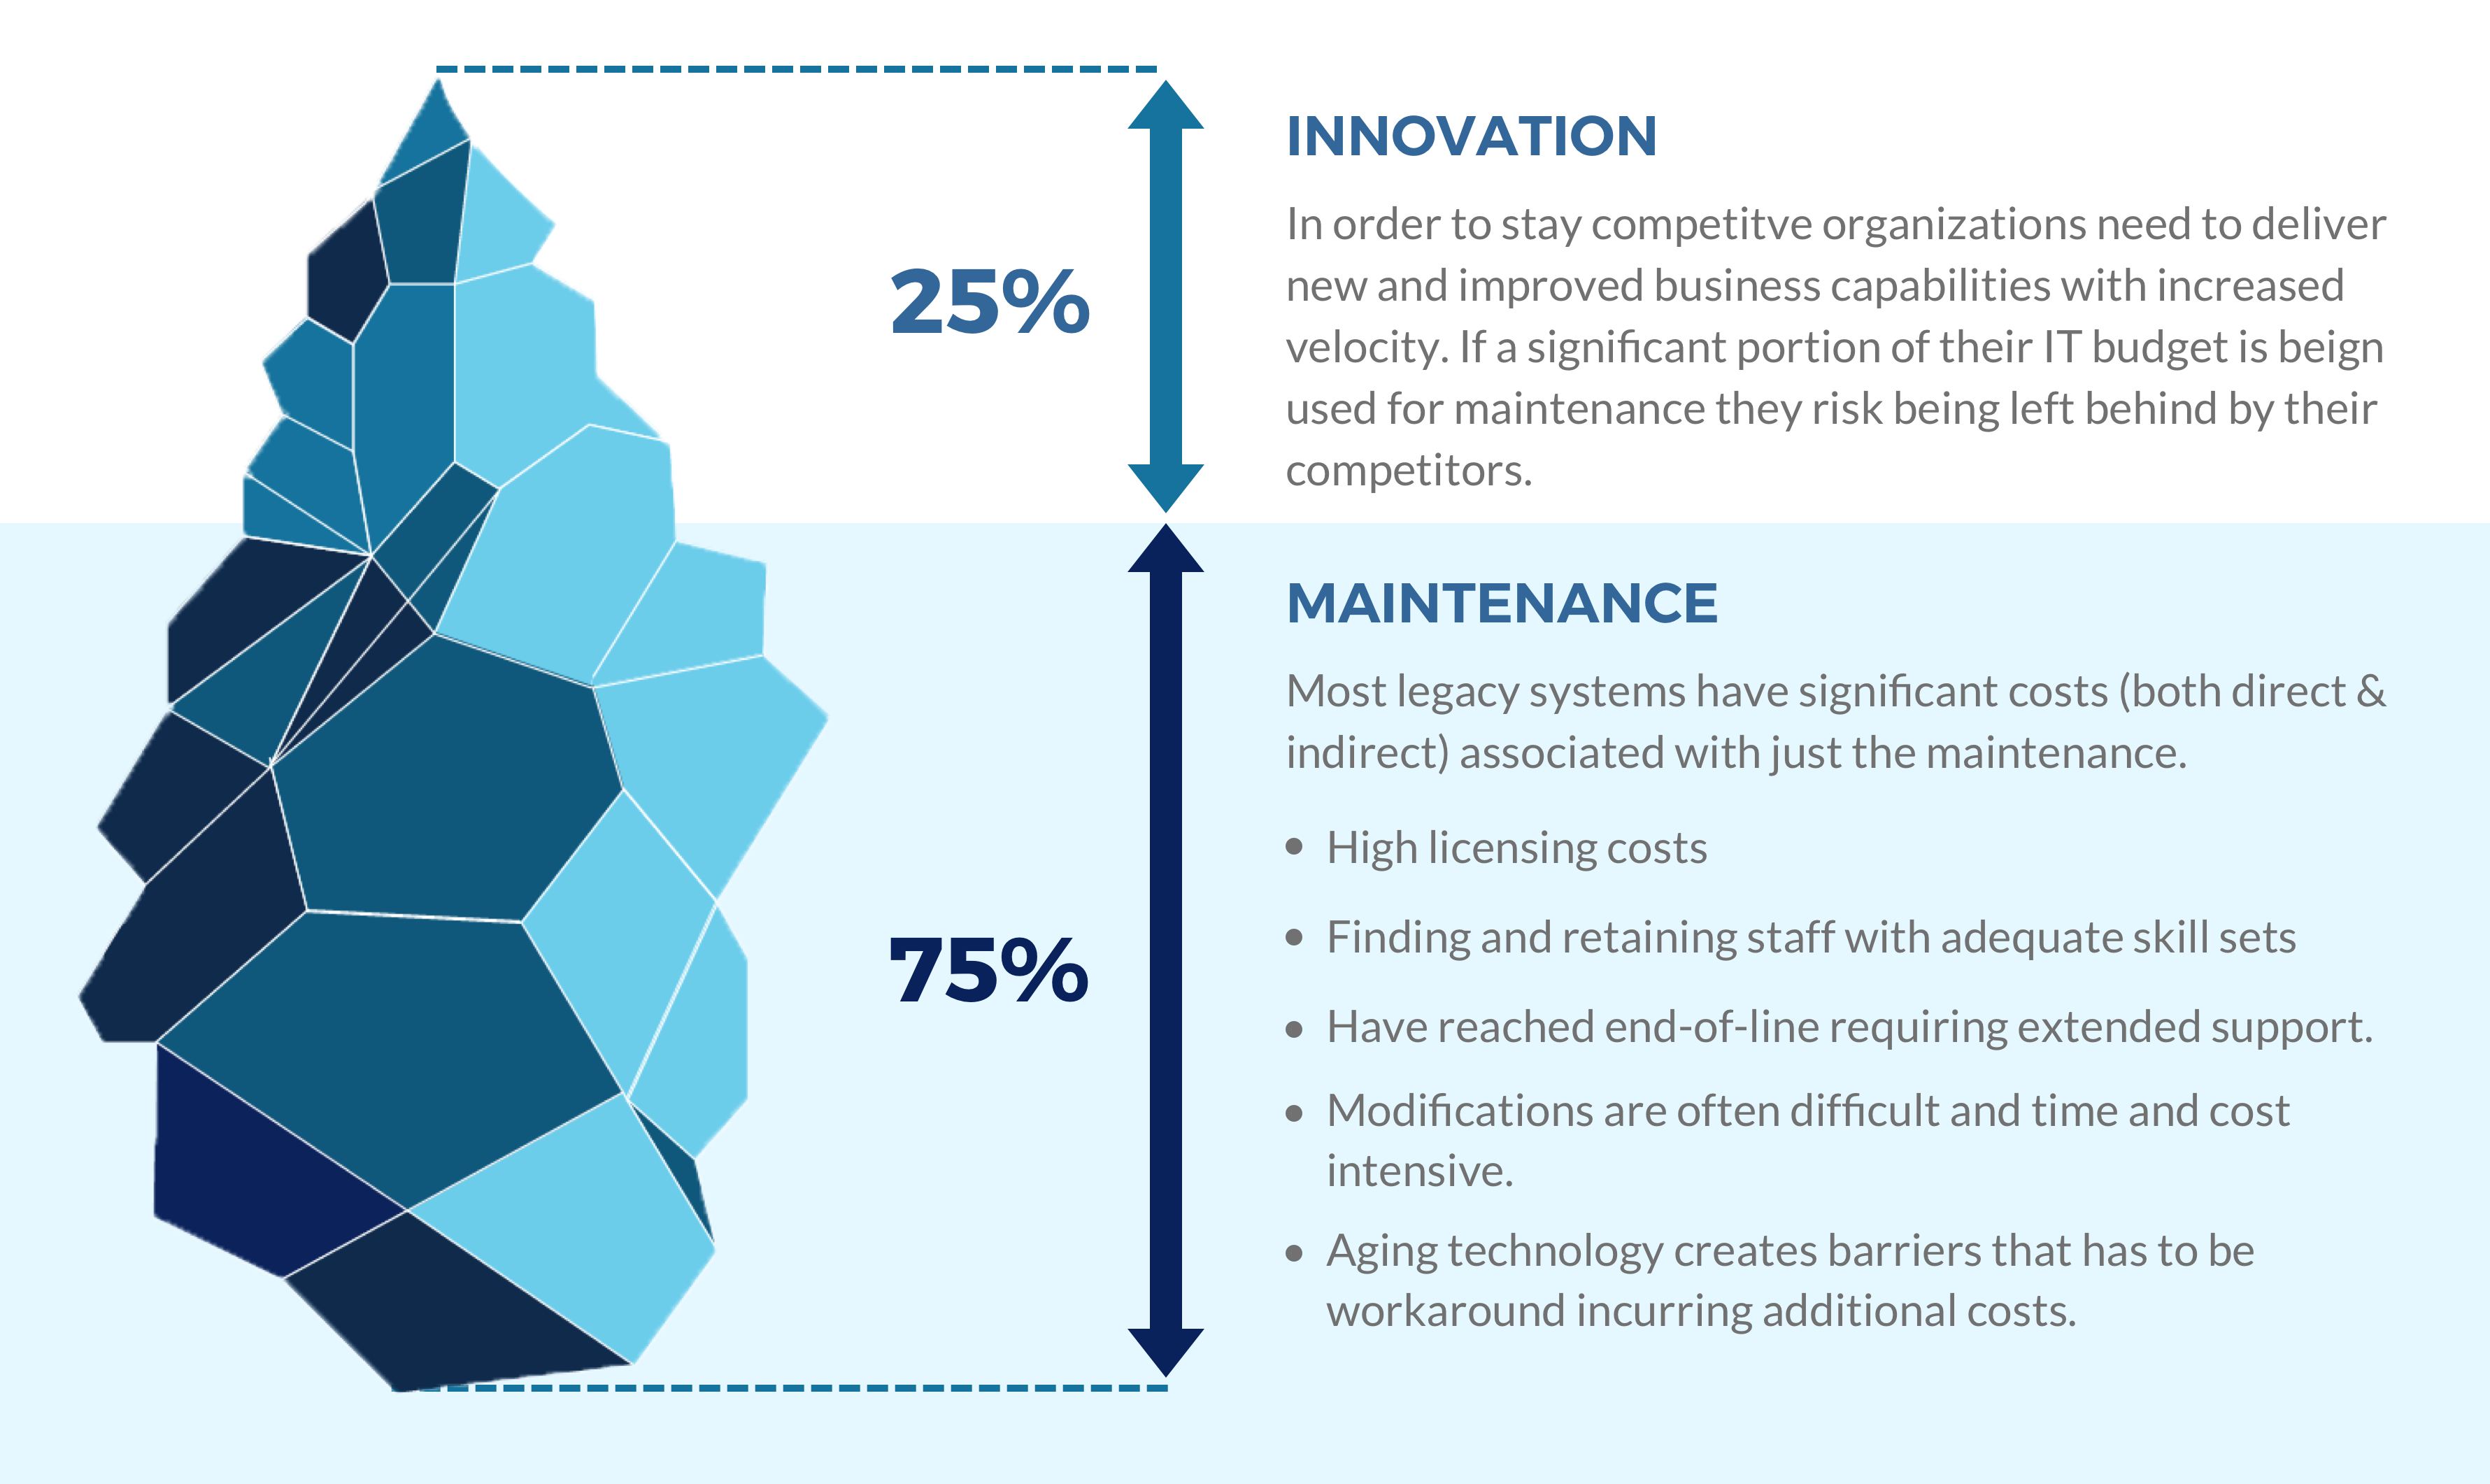 INNOVATION
25%
In order to stay competitve organizations need to deliver
new and improved business capabilities with increased
velocity. If a significant portion of their IT budget is beign
used for maintenance they risk being left behind by their
competitors.
MAINTENANCE
Most legacy systems have significant costs (both direct &
indirect) associated with just the maintenance.
75%
• High licensing costs
• Finding and retaining staff with adequate skill sets
• Have reached end-of-line requiring extended support.
• Modifications are often difficult and time and cost
intensive.
• Aging technology creates barriers that has to be
workaround incurring additional costs.